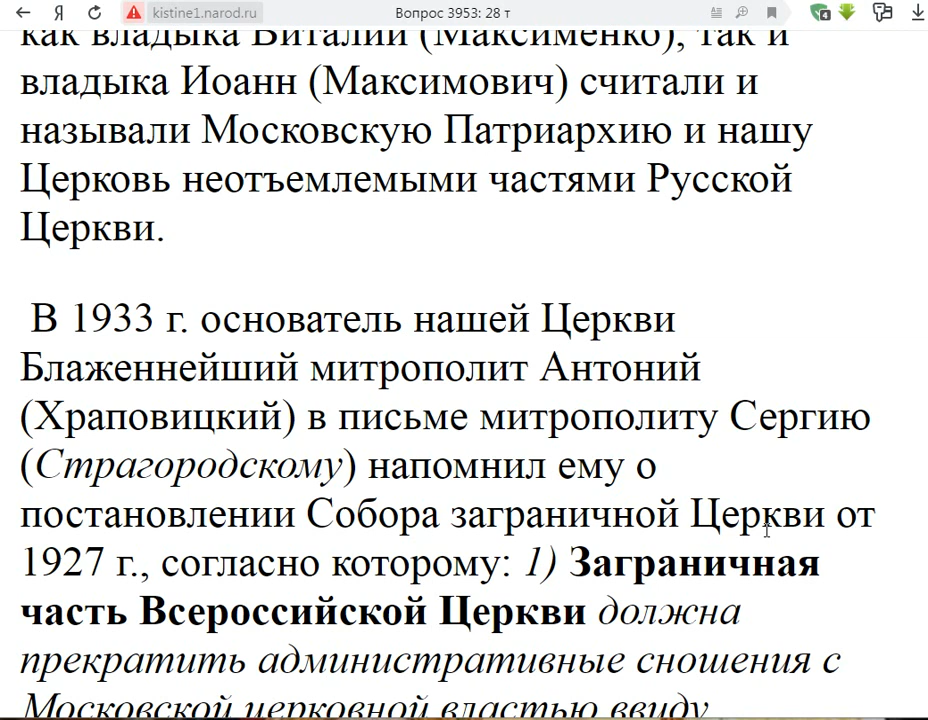 Я
kistine1.narod.ru
Вопрос 3953: 28 т
4
как владыка Виталий (Максименко), так и
владыка Иоанн (Максимович) считали и
называли Московскую Патриархию и нашу
Церковь неотъемлемыми частями Русской
Церкви.
В 1933 г. основатель нашей Церкви
Блаженнейший митрополит Антоний
(Храповицкий) в письме митрополиту Сергию
(Страгородскому) напомнил ему о
постановлении Собора заграничной Церкви от
1927 г., согласно которому: 1) Заграничная
часть Всероссийской Церкви должна
прекратить административные сношения с
Московской церковной властью ввиду